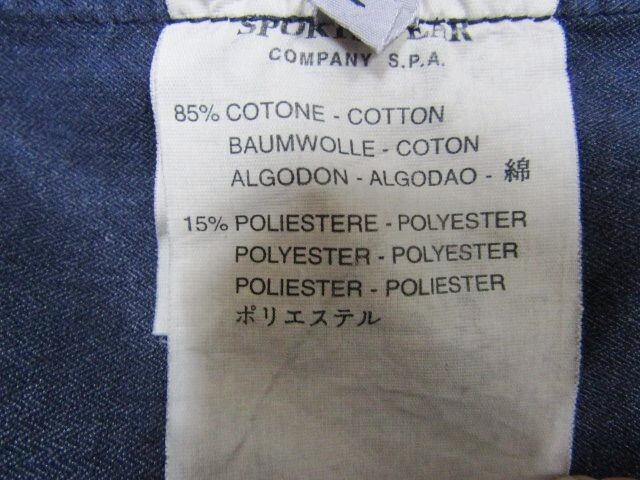 COMPANY S.P.A.
85% COTONE - COTTON
BAUMWOLLE - COTON
ALGODON - ALGODAO - 綿
15% POLIESTERE - POLYESTER
POLYESTER - POLYESTER
POLIESTER - POLIESTER
ポリエステル